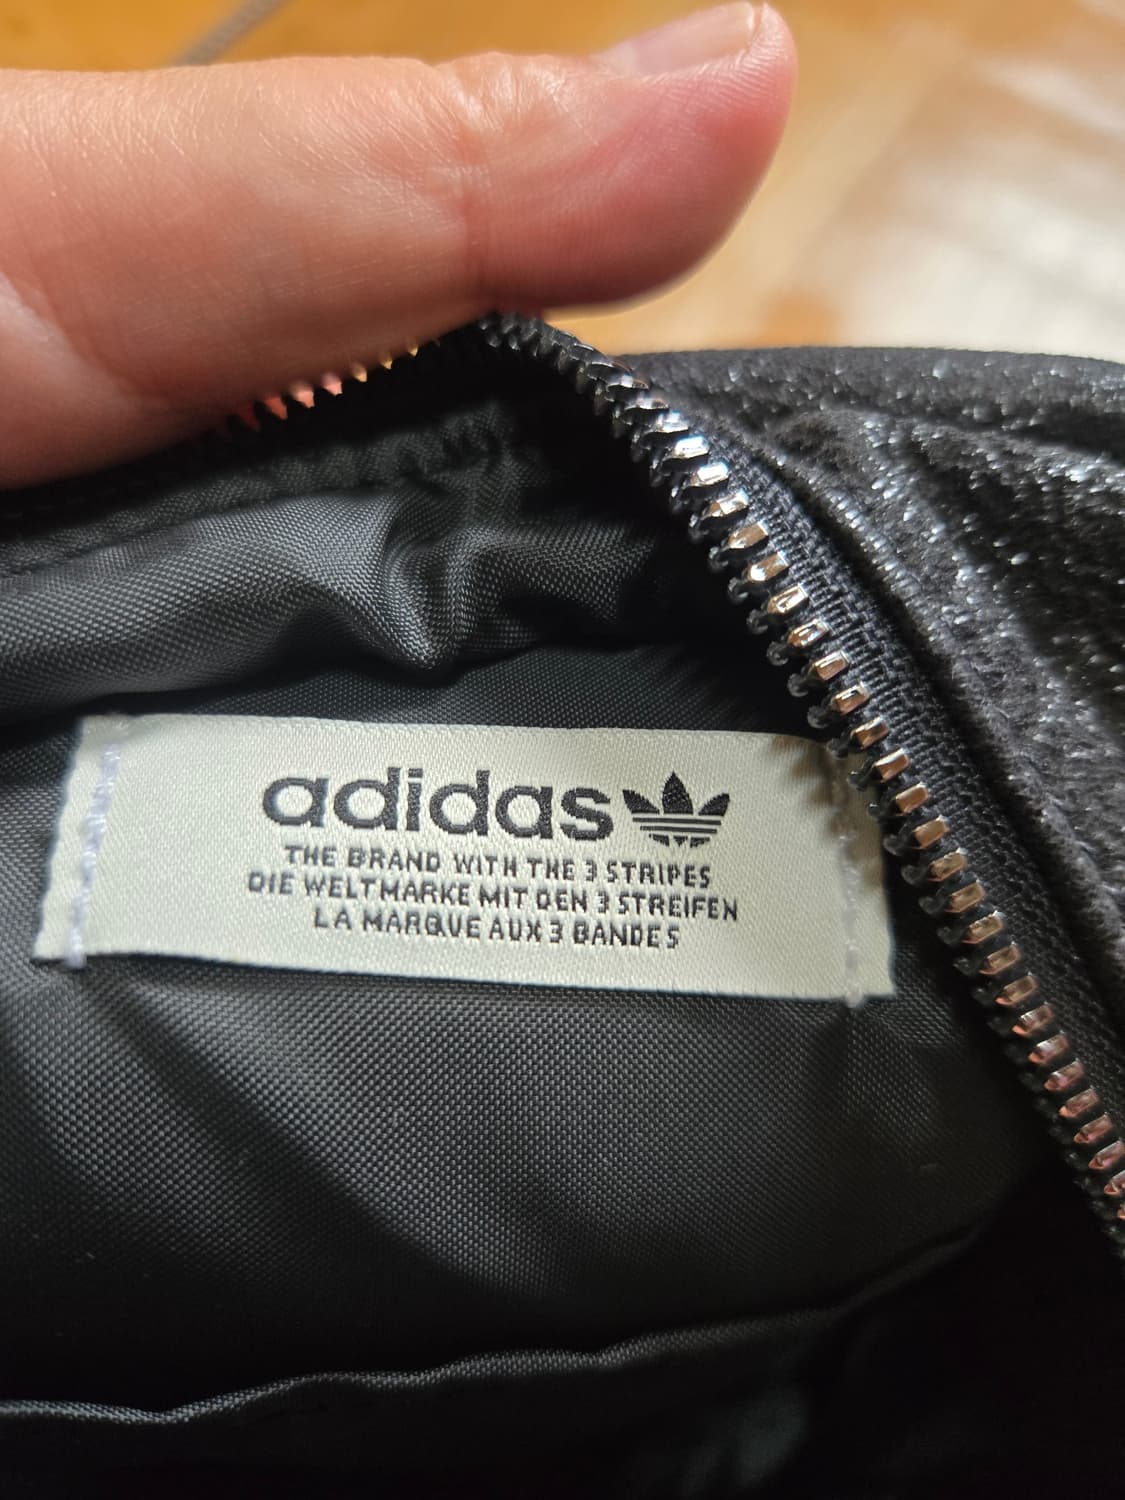 adidas
THE BRAND WITH THE 3 STRIPES
DIE WELTMARKE MIT DEN 3 STREIFEN
LA MARQUE AUX 3 BANDES